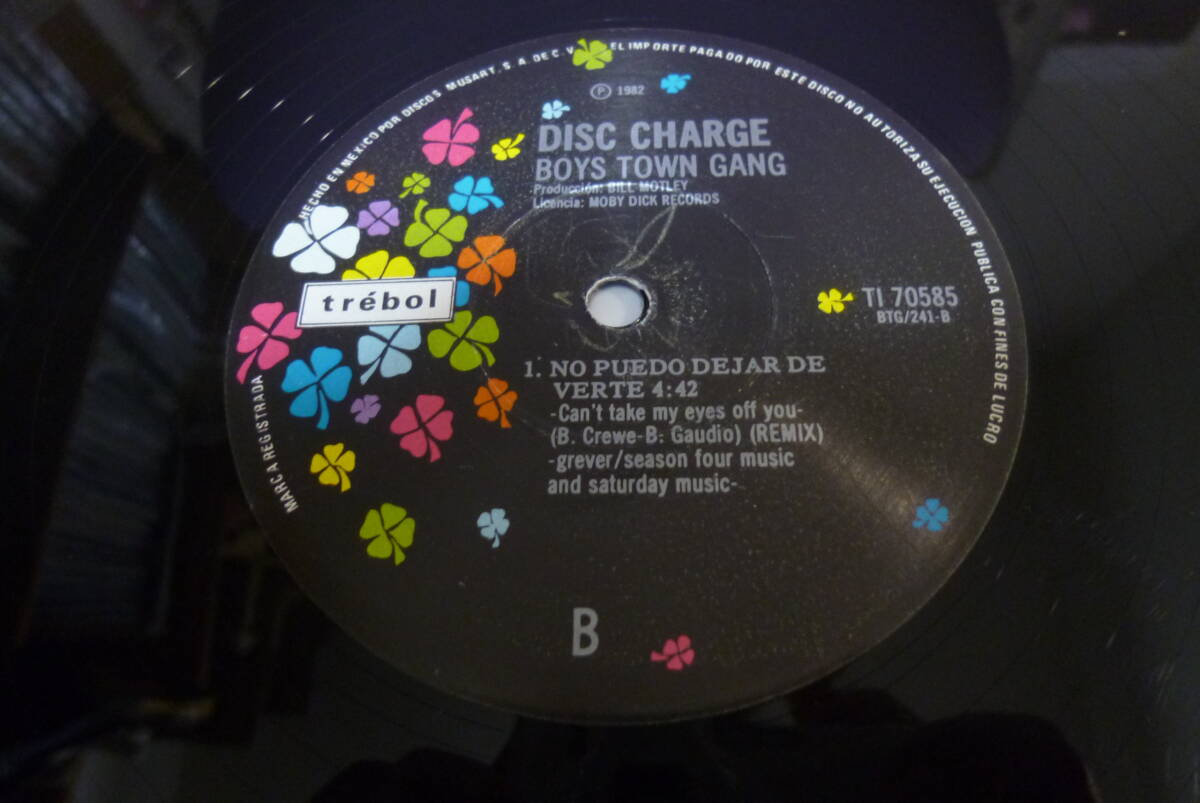 HECHO EN MEXICO POR DISCOS MUSART, S. A. DE C. V. EL IMPORTE PAGADO POR ESTE DISCO NO AUTORIZA SU EJECUCION PUBLICA CON FINES DE LUCRO
Ⓟ 1982
DISC CHARGE
BOYS TOWN GANG
Producción: BILL MOTLEY
Licencia: MOBY DICK RECORDS
trébol
TI 70585
BTG/241-B
1. NO PUEDO DEJAR DE
VERTE 4:42
-Can't take my eyes off you-
(B. Crewe-B. Gaudio) (REMIX)
-grever/season four music
and saturday music-
MARCA REGISTRADA
B